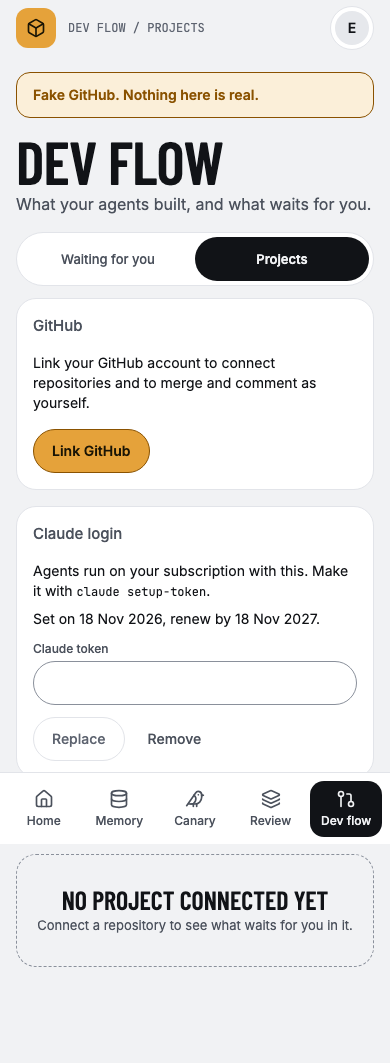 DEV FLOW / PROJECTS
E
Fake GitHub. Nothing here is real.
DEV FLOW
What your agents built, and what waits for you.
Waiting for you
Projects
GitHub
Link your GitHub account to connect
repositories and to merge and comment as
yourself.
Link GitHub
Claude login
Agents run on your subscription with this. Make
it with claude setup-token.
Set on 18 Nov 2026, renew by 18 Nov 2027.
Claude token
Replace
Remove
Home
Memory
Canary
Review
Dev flow
NO PROJECT CONNECTED YET
Connect a repository to see what waits for you in it.